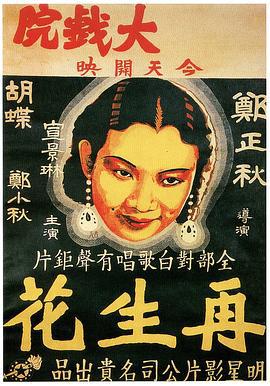 大戱院
今天開映
鄭正秋
導演
宣景琳
主演
胡蝶
鄭小秋
全部對白歌唱有聲鉅片
再生花
明星影片公司名貴出品